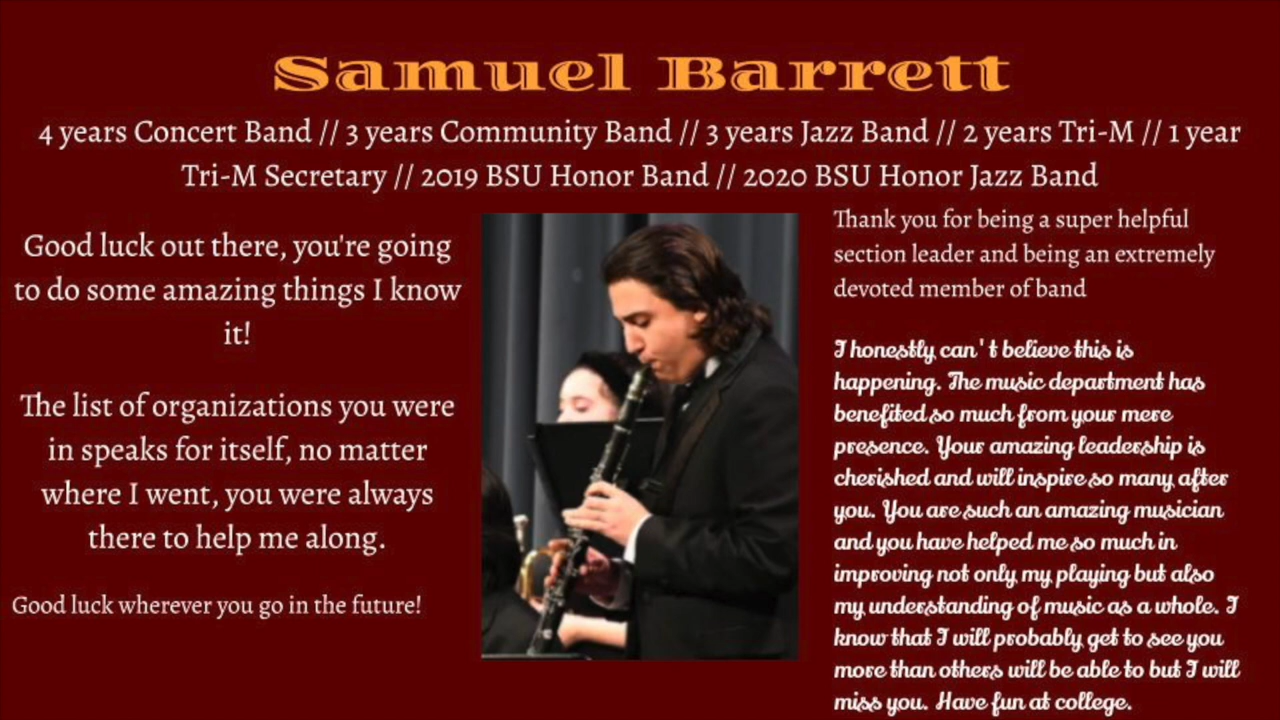 Samuel Barrett
4 years Concert Band // 3 years Community Band // 3 years Jazz Band // 2 years Tri-M // 1 year
Tri-M Secretary // 2019 BSU Honor Band // 2020 BSU Honor Jazz Band
Good luck out there, you're going
to do some amazing things I know
it!
The list of organizations you were
in speaks for itself, no matter
where I went, you were always
there to help me along.
Good luck wherever you go in the future!
Thank you for being a super helpful
section leader and being an extremely
devoted member of band
I honestly can't believe this is
happening. The music department has
benefited so much from your mere
presence. Your amazing leadership is
cherished and will inspire so many after
you. You are such an amazing musician
and you have helped me so much in
improving not only my playing but also
my understanding of music as a whole. I
know that I will probably get to see you
more than others will be able to but I will
miss you. Have fun at college.